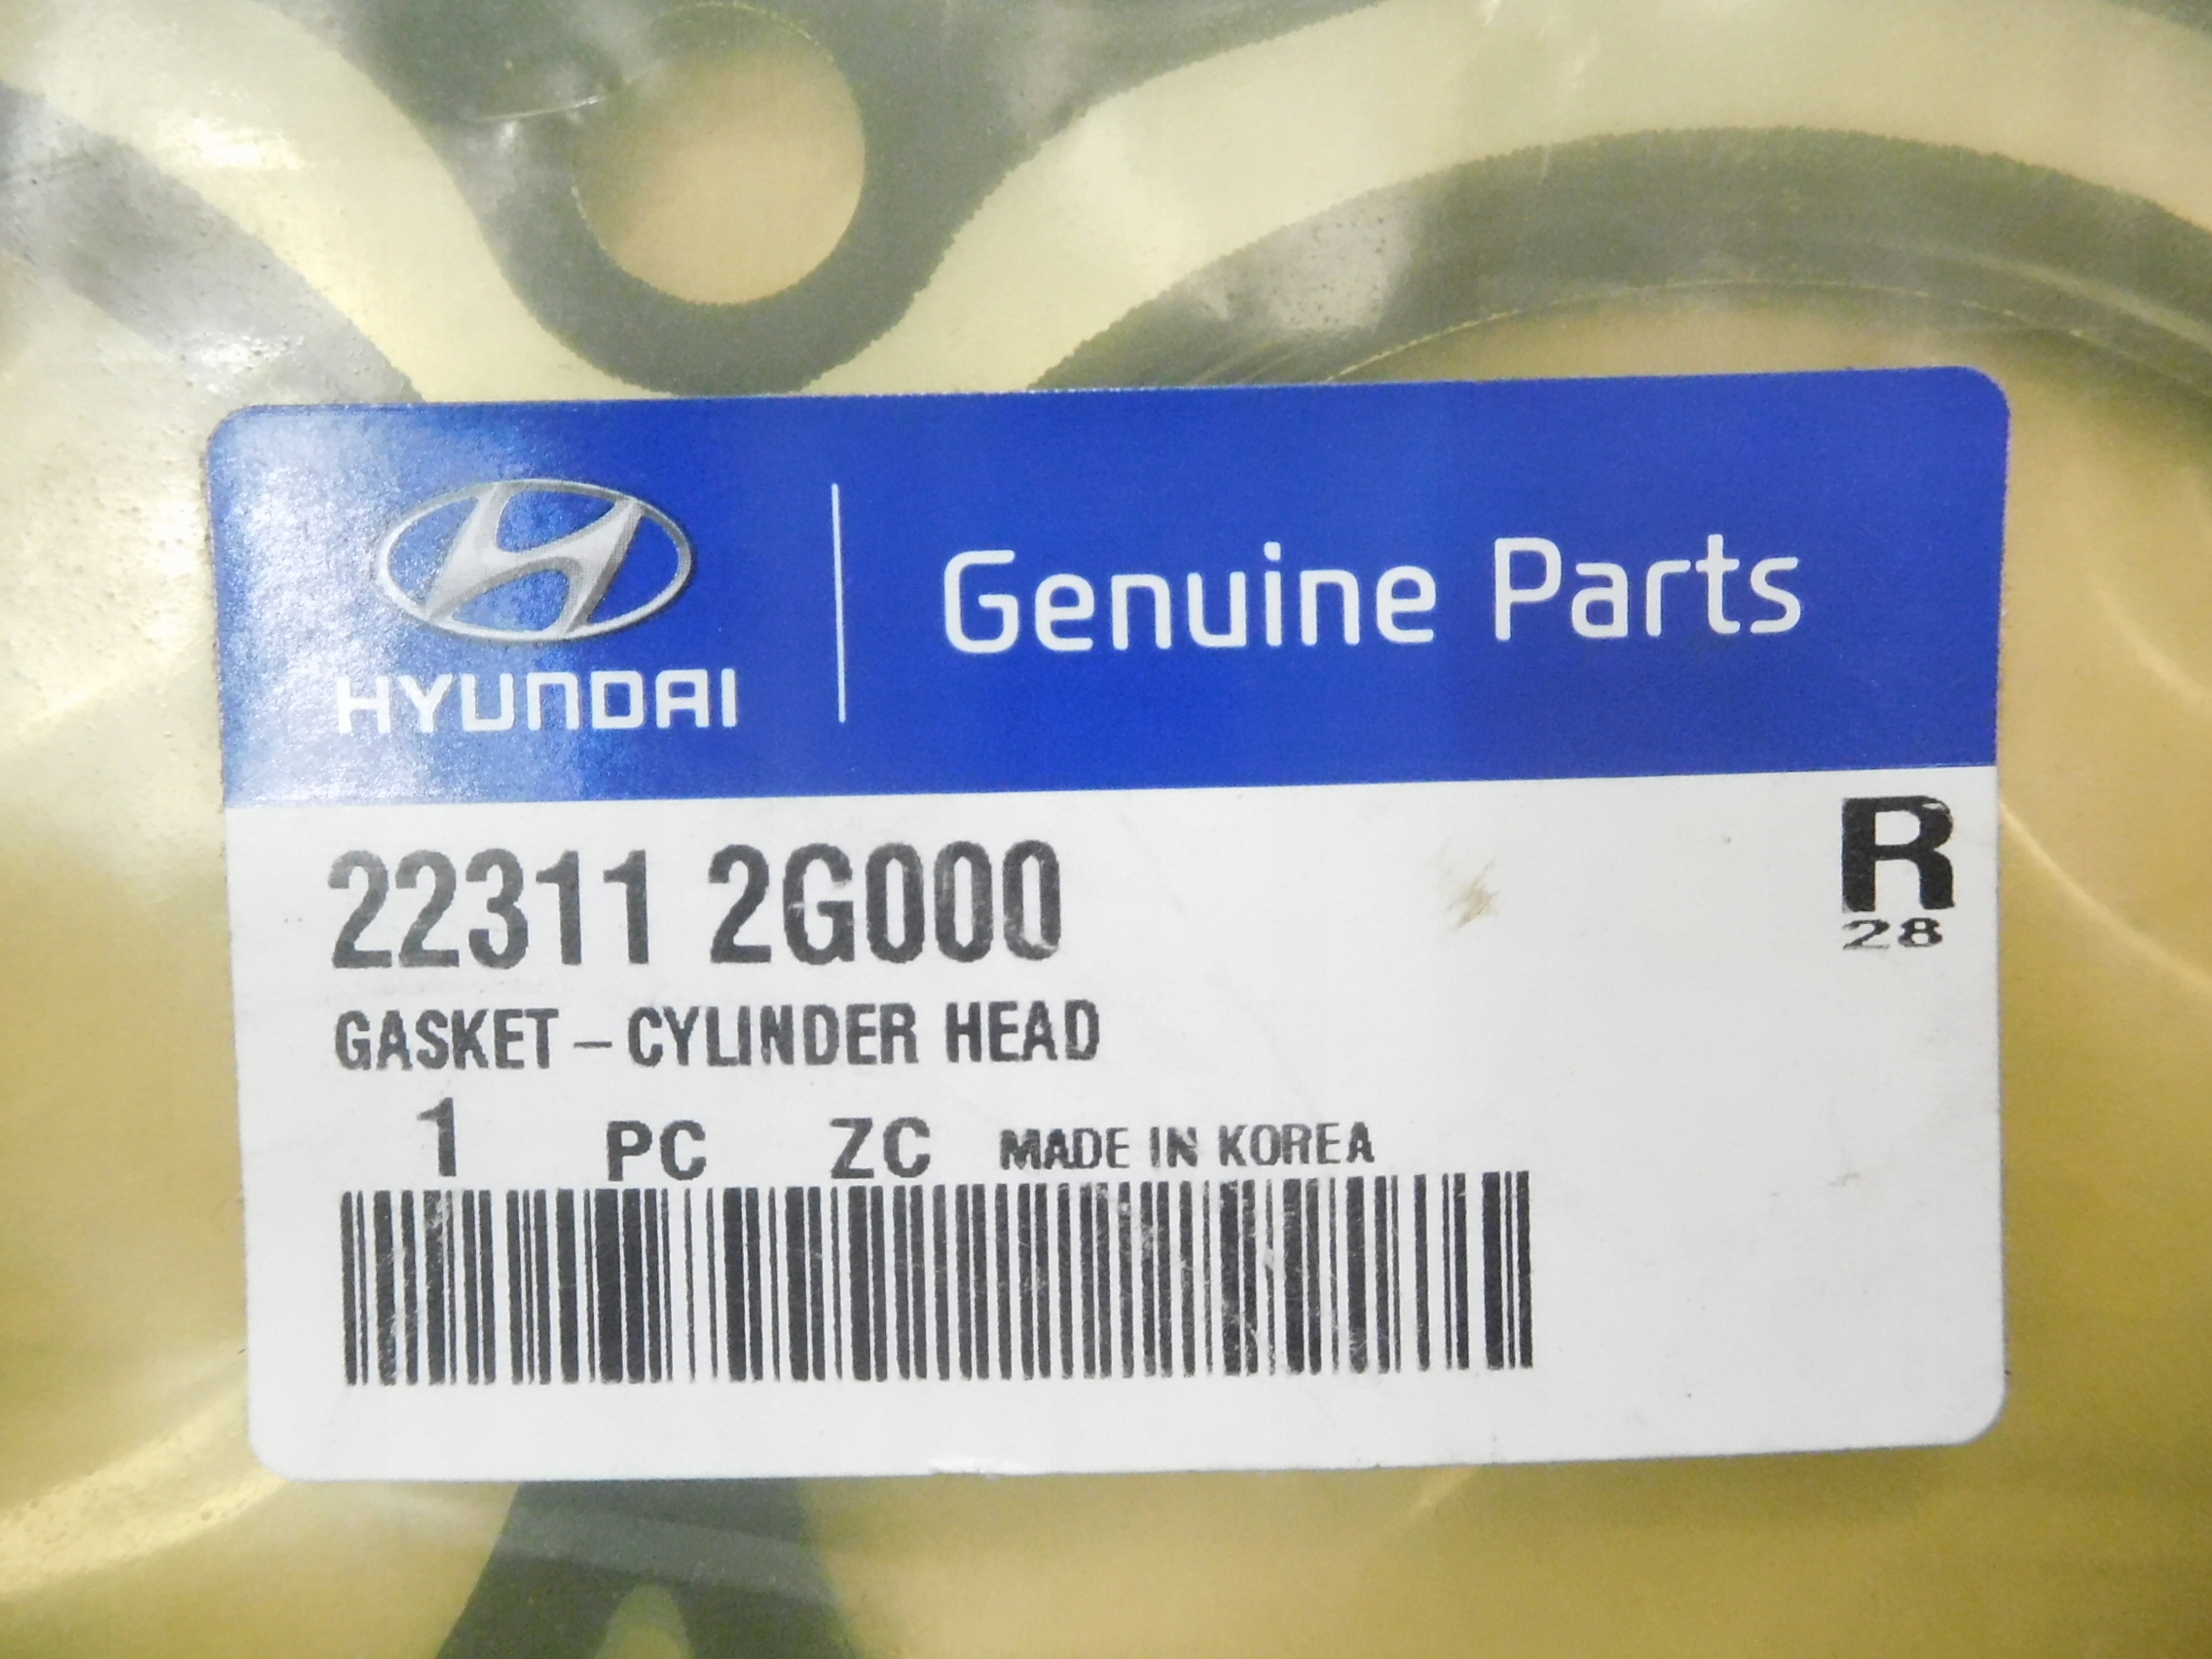 HYUNDAI
Genuine Parts
22311 2G000
R
28
GASKET - CYLINDER HEAD
1 PC ZC MADE IN KOREA